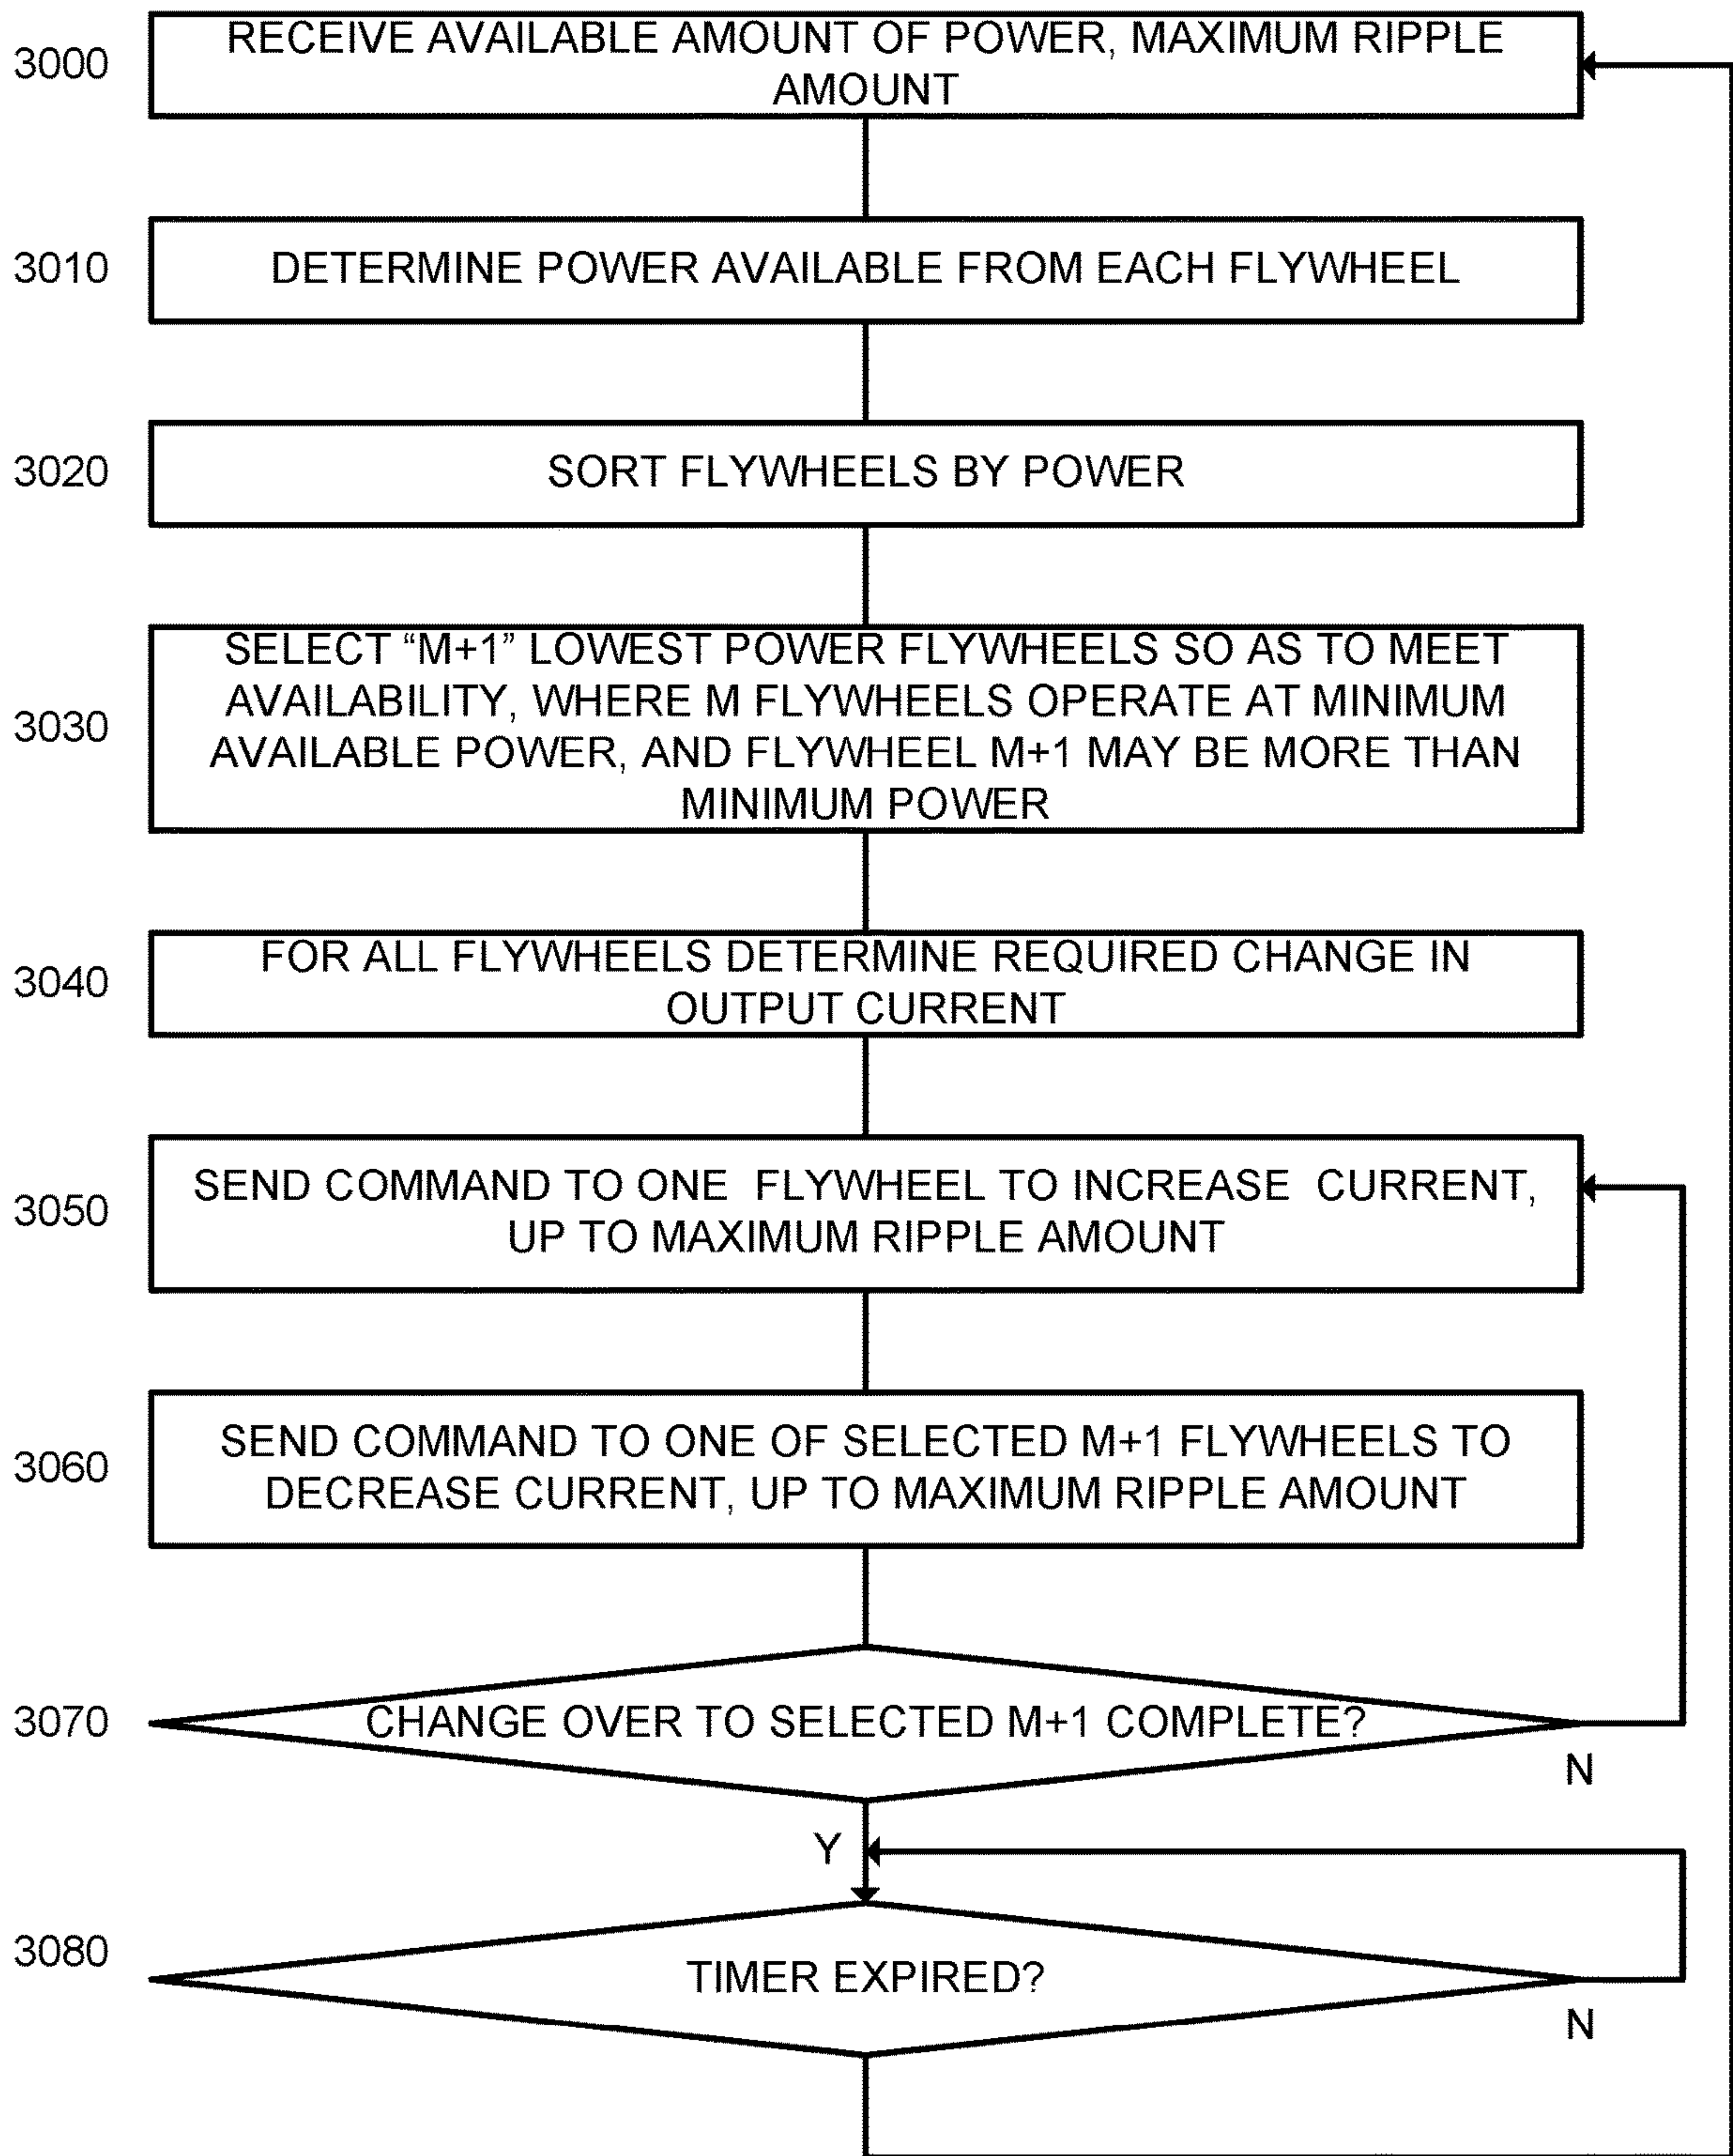 3000
RECEIVE AVAILABLE AMOUNT OF POWER, MAXIMUM RIPPLE
AMOUNT
3010
DETERMINE POWER AVAILABLE FROM EACH FLYWHEEL
3020
SORT FLYWHEELS BY POWER
3030
SELECT “M+1” LOWEST POWER FLYWHEELS SO AS TO MEET
AVAILABILITY, WHERE M FLYWHEELS OPERATE AT MINIMUM
AVAILABLE POWER, AND FLYWHEEL M+1 MAY BE MORE THAN
MINIMUM POWER
3040
FOR ALL FLYWHEELS DETERMINE REQUIRED CHANGE IN
OUTPUT CURRENT
3050
SEND COMMAND TO ONE FLYWHEEL TO INCREASE CURRENT,
UP TO MAXIMUM RIPPLE AMOUNT
3060
SEND COMMAND TO ONE OF SELECTED M+1 FLYWHEELS TO
DECREASE CURRENT, UP TO MAXIMUM RIPPLE AMOUNT
3070
CHANGE OVER TO SELECTED M+1 COMPLETE?
N
Y
3080
TIMER EXPIRED?
N